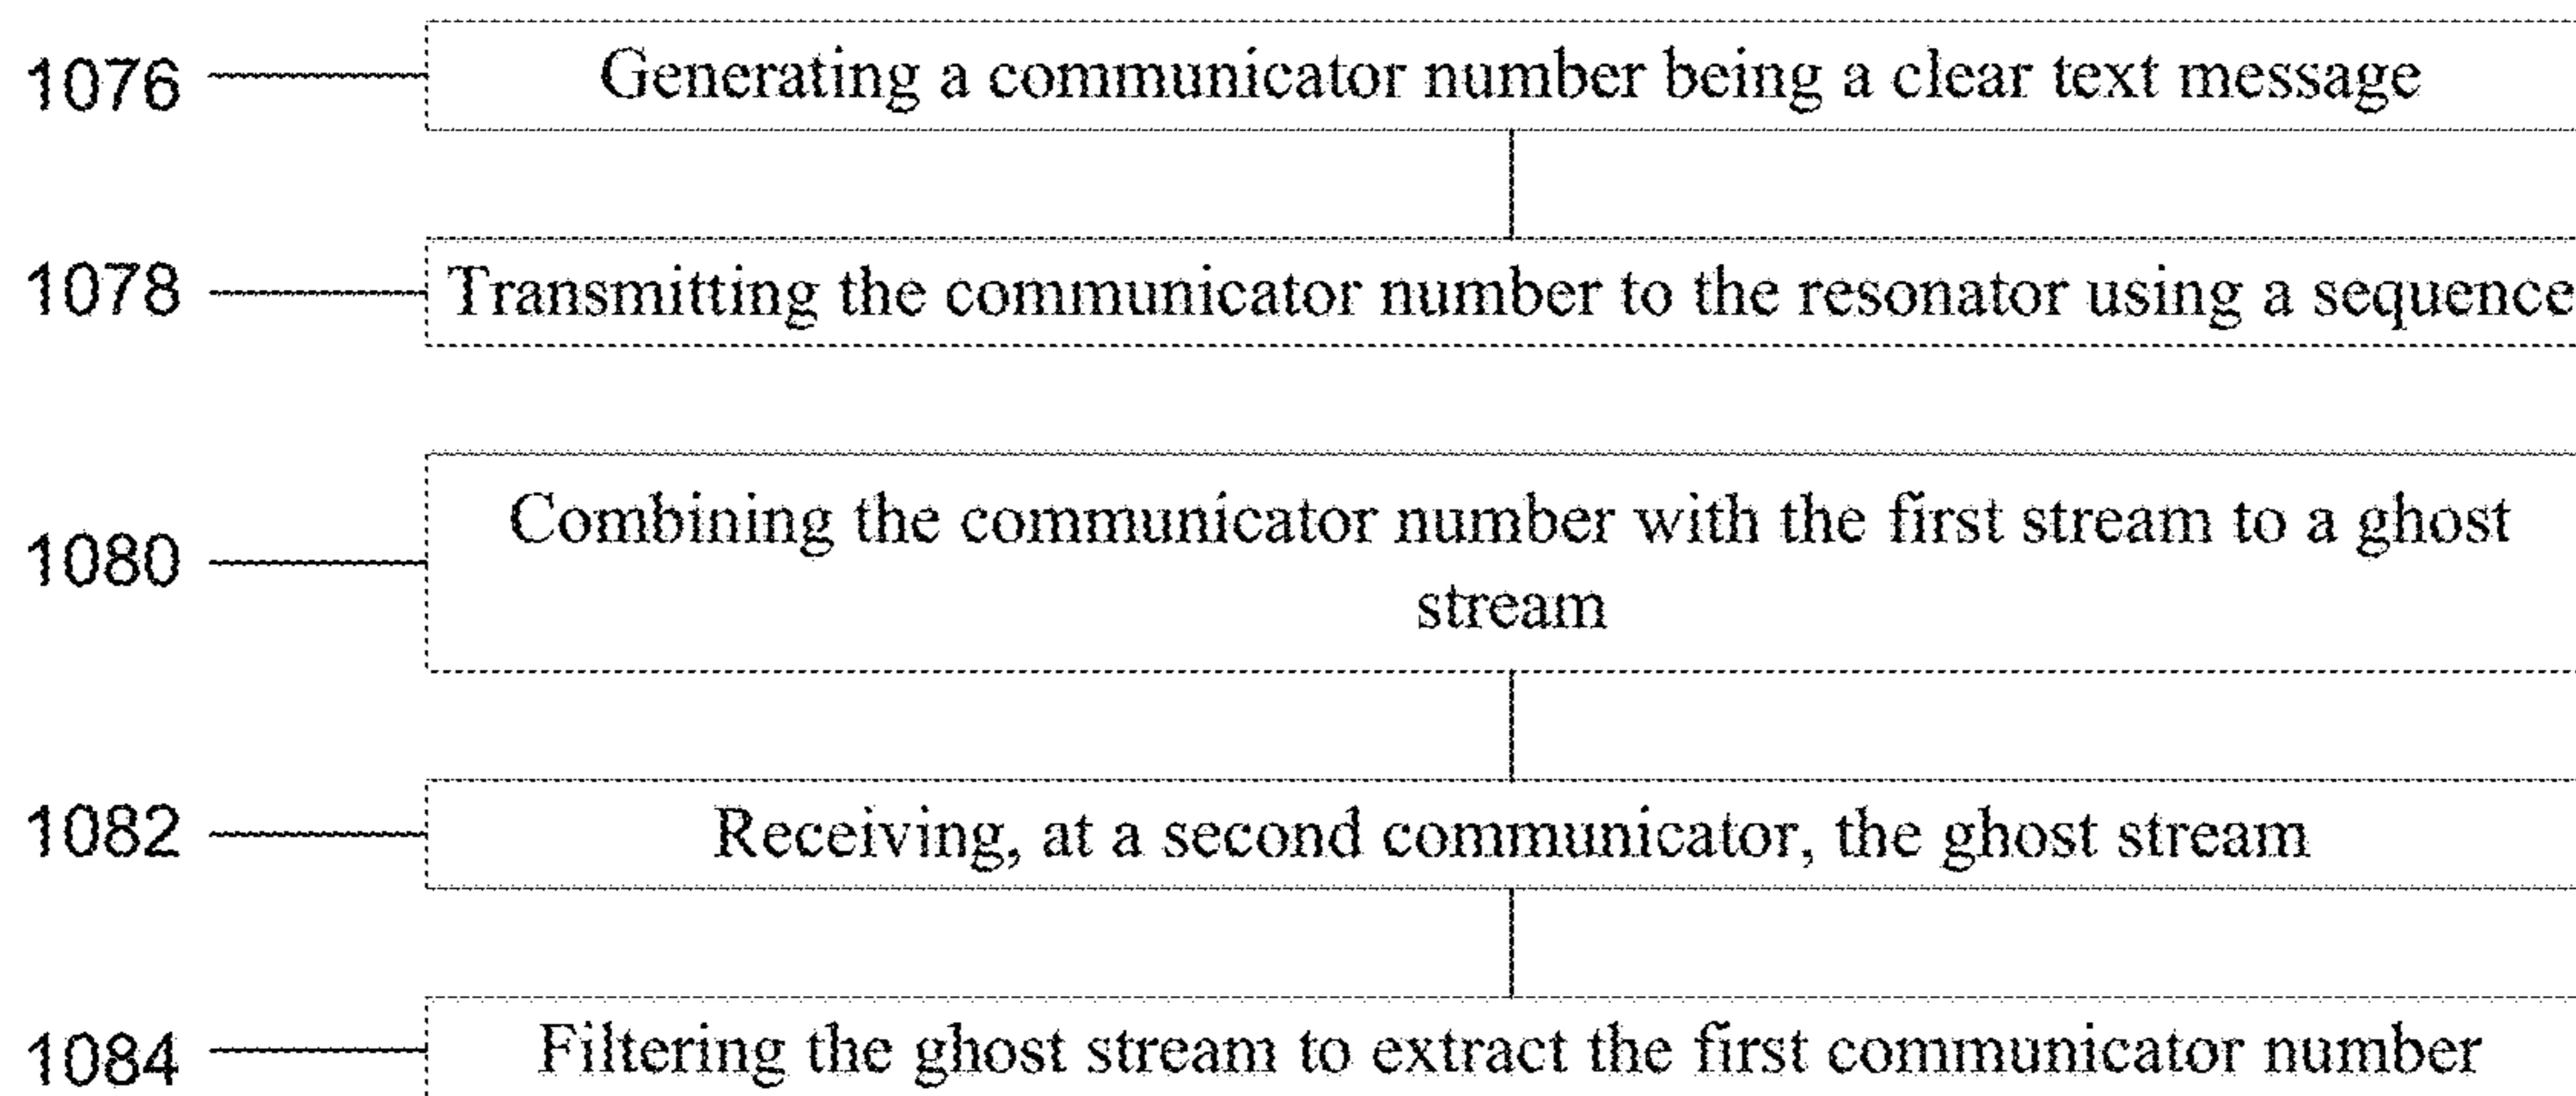 1076 Generating a communicator number being a clear text message
1078 Transmitting the communicator number to the resonator using a sequence
1080 Combining the communicator number with the first stream to a ghost
stream
1082 Receiving, at a second communicator, the ghost stream
1084 Filtering the ghost stream to extract the first communicator number